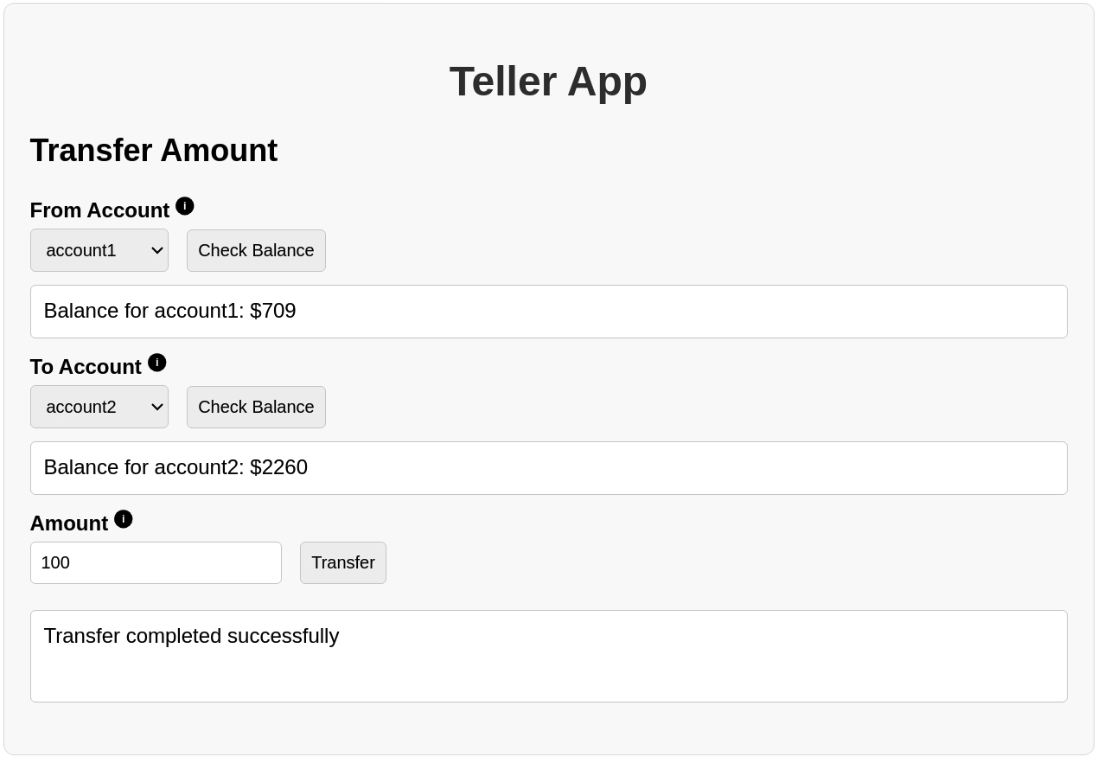 Teller App
Transfer Amount
From Account i
account1 Check Balance
Balance for account1: $709
To Account i
account2 Check Balance
Balance for account2: $2260
Amount i
100 Transfer
Transfer completed successfully